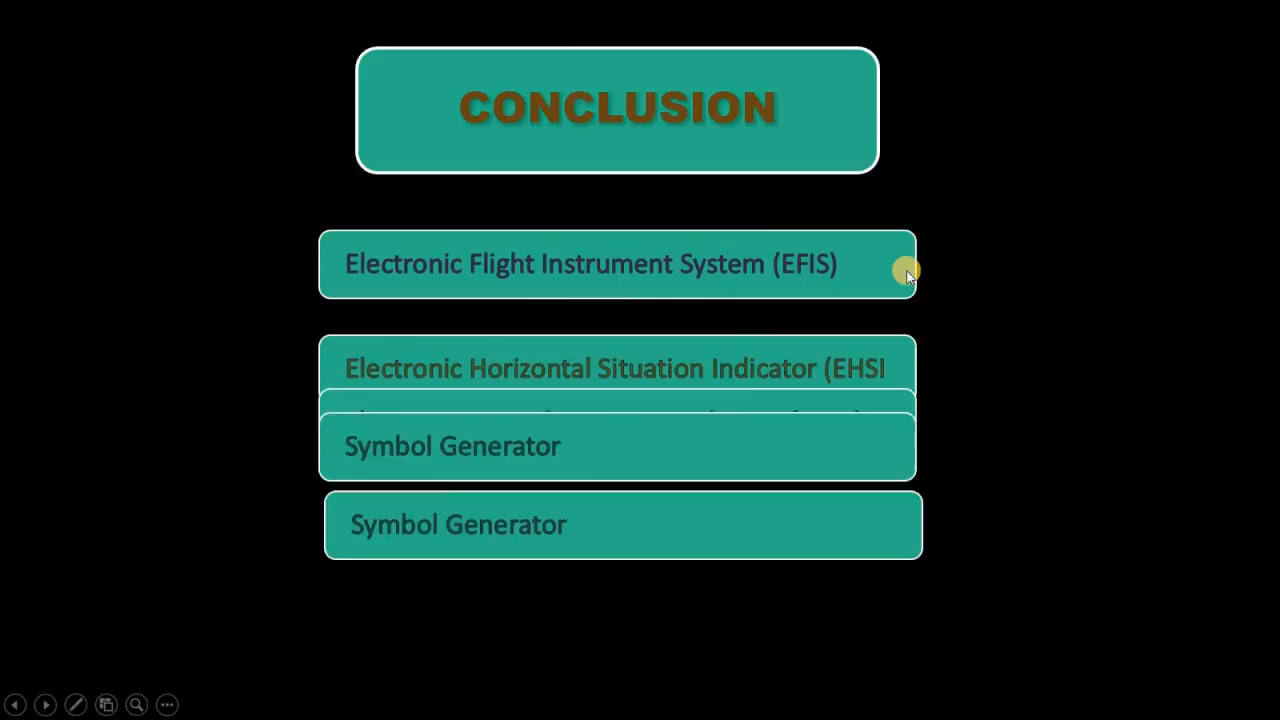 CONCLUSION
Electronic Flight Instrument System (EFIS)
Electronic Horizontal Situation Indicator (EHSI
Symbol Generator
Symbol Generator